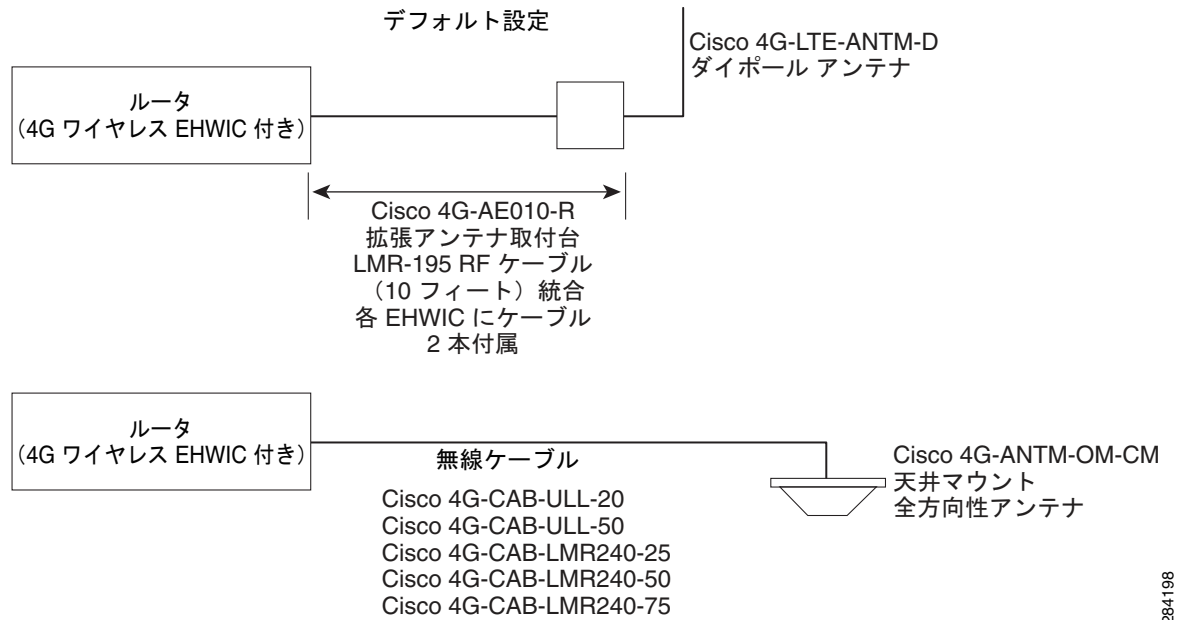 デフォルト設定
Cisco 4G-LTE-ANTM-D
ダイポール アンテナ
ルータ
（4G ワイヤレス EHWIC 付き）
Cisco 4G-AE010-R
拡張アンテナ取付台
LMR-195 RF ケーブル
（10 フィート）統合
各 EHWIC にケーブル
2 本付属
ルータ
（4G ワイヤレス EHWIC 付き）
無線ケーブル
Cisco 4G-CAB-ULL-20
Cisco 4G-CAB-ULL-50
Cisco 4G-CAB-LMR240-25
Cisco 4G-CAB-LMR240-50
Cisco 4G-CAB-LMR240-75
Cisco 4G-ANTM-OM-CM
天井マウント
全方向性アンテナ
284198